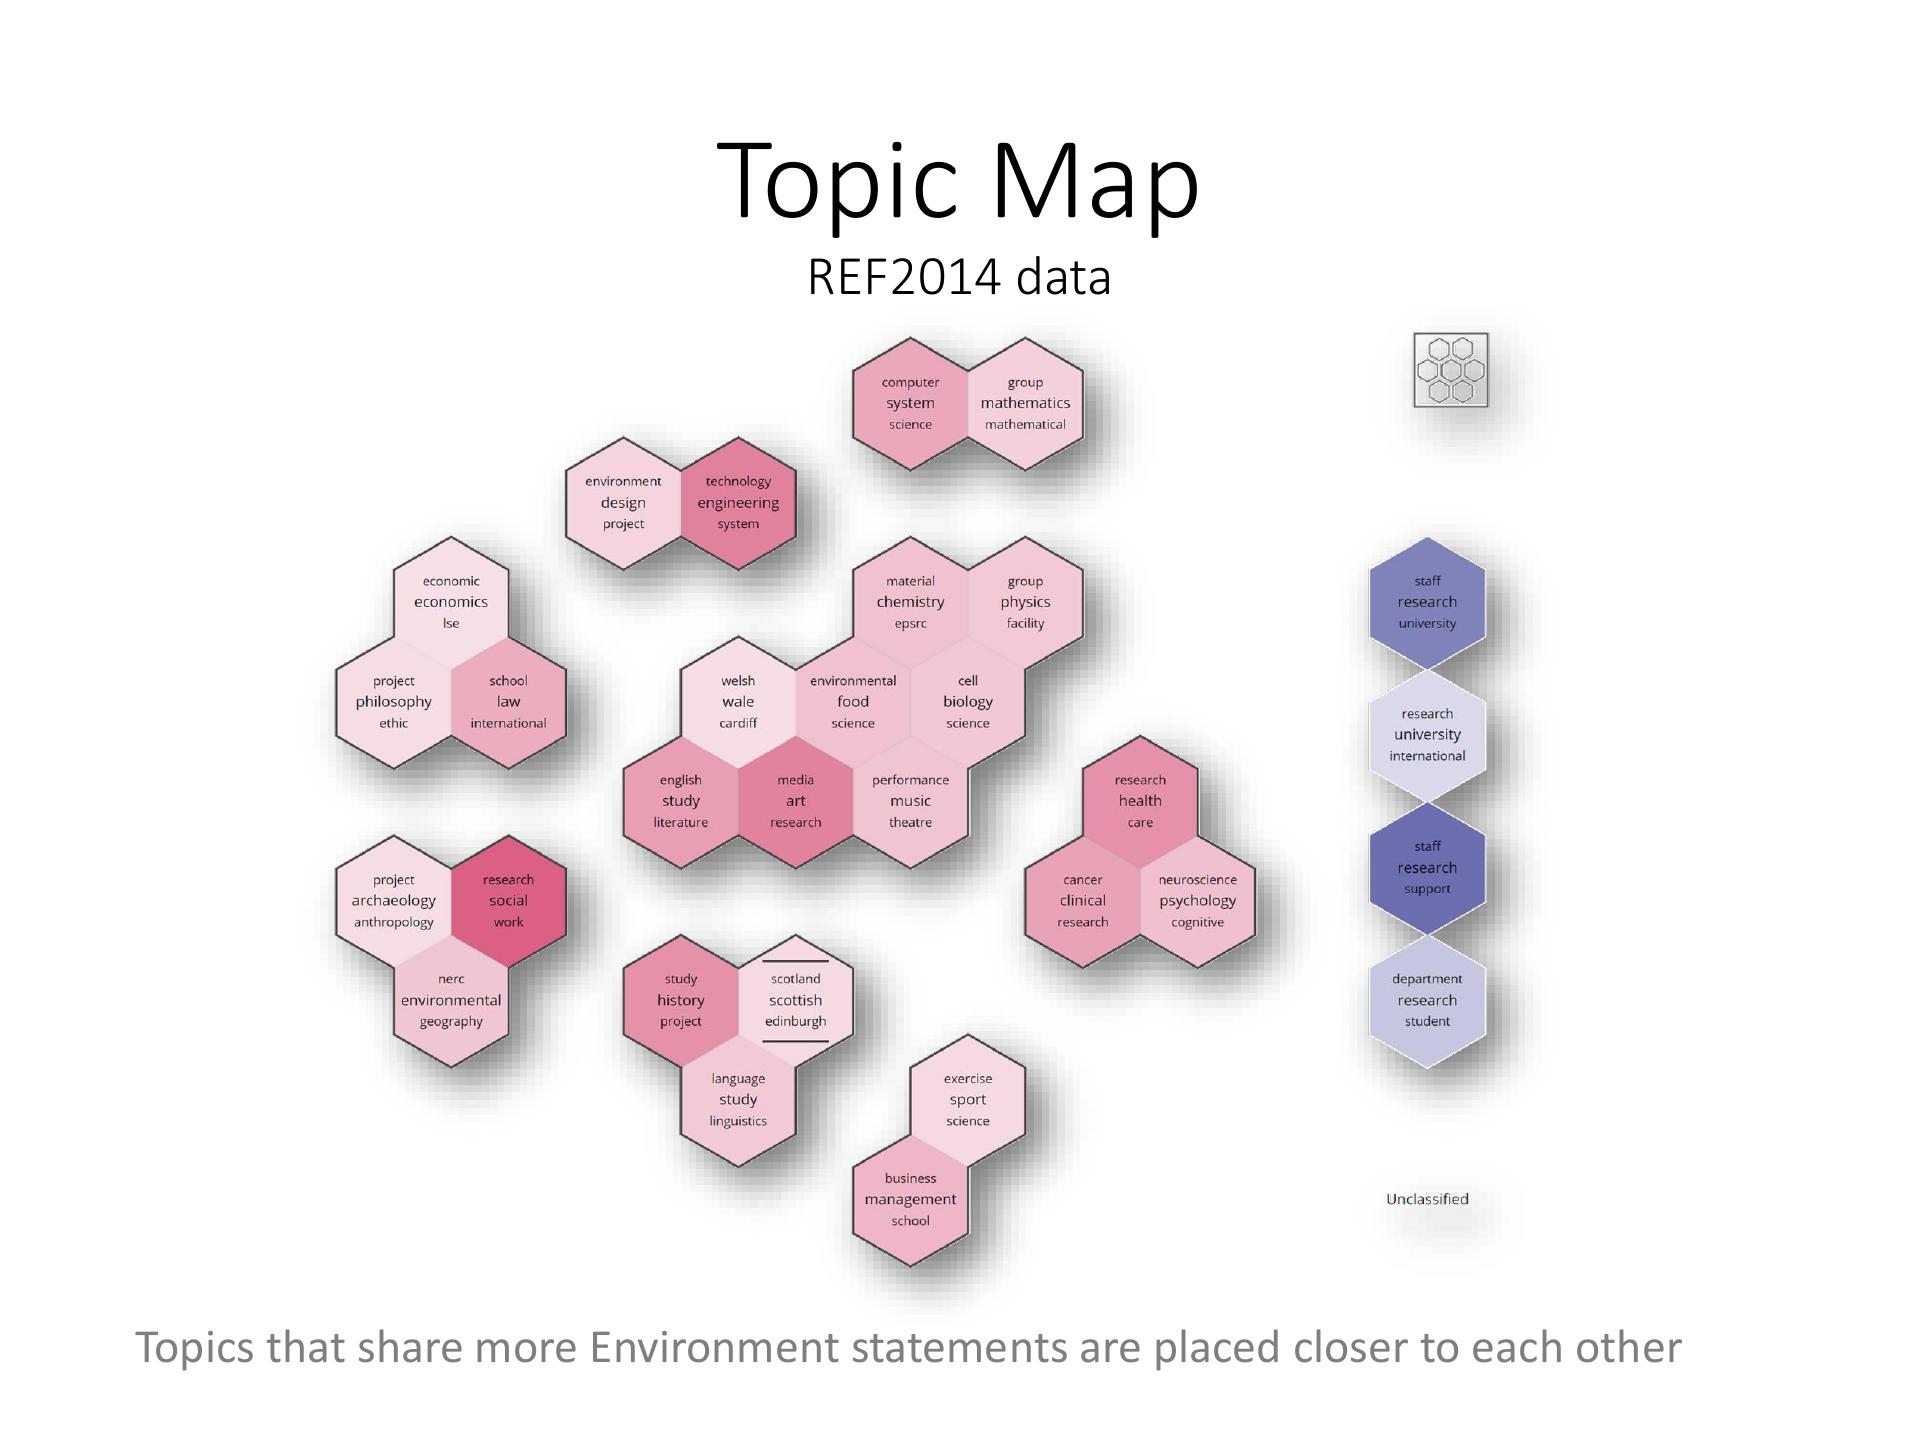 Topic Map
REF2014 data
computer
system
science
group
mathematics
mathematical
environment
design
project
technology
engineering
system
economic
economics
lse
project
philosophy
ethic
school
law
international
material
chemistry
epsrc
group
physics
facility
welsh
wale
cardiff
environmental
food
science
cell
biology
science
english
study
literature
media
art
research
performance
music
theatre
research
health
care
cancer
clinical
research
neuroscience
psychology
cognitive
project
archaeology
anthropology
research
social
work
nerc
environmental
geography
study
history
project
scotland
scottish
edinburgh
language
study
linguistics
exercise
sport
science
business
management
school
staff
research
university
research
university
international
staff
research
support
department
research
student
Unclassified
Topics that share more Environment statements are placed closer to each other